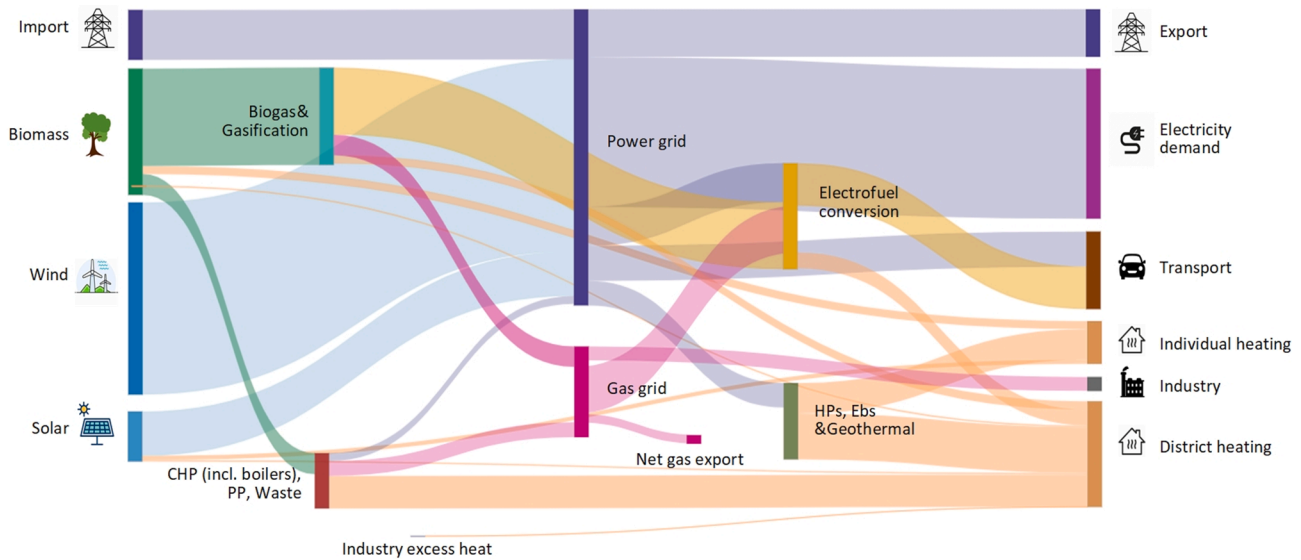 Import
Export
Biomass
Biogas&
Gasification
Power grid
Electricity
demand
Electrofuel
conversion
Wind
Transport
Individual heating
Gas grid
Industry
Solar
HPs, Ebs
&Geothermal
District heating
Net gas export
CHP (incl. boilers),
PP, Waste
Industry excess heat